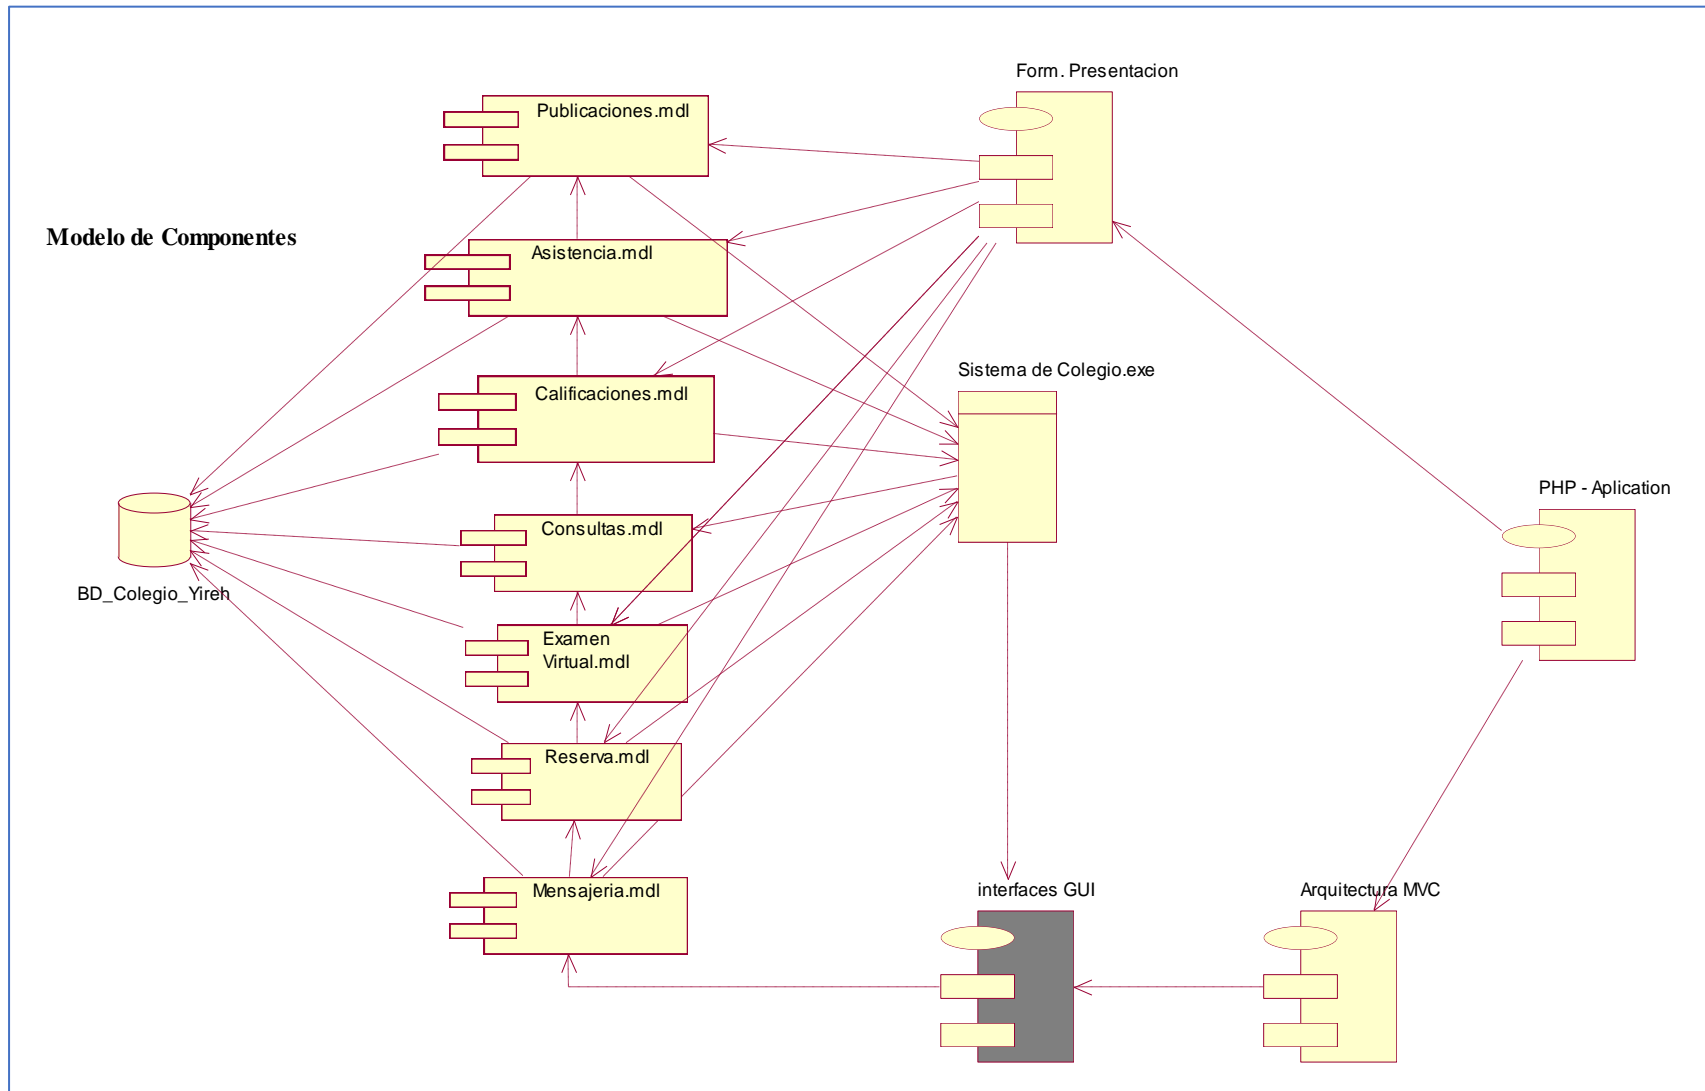 Form. Presentacion
Publicaciones.mdl
Modelo de Componentes
Asistencia.mdl
Sistema de Colegio.exe
Calificaciones.mdl
PHP - Aplication
Consultas.mdl
BD_Colegio_Yireh
Examen
Virtual.mdl
Reserva.mdl
Mensajeria.mdl
interfaces GUI
Arquitectura MVC